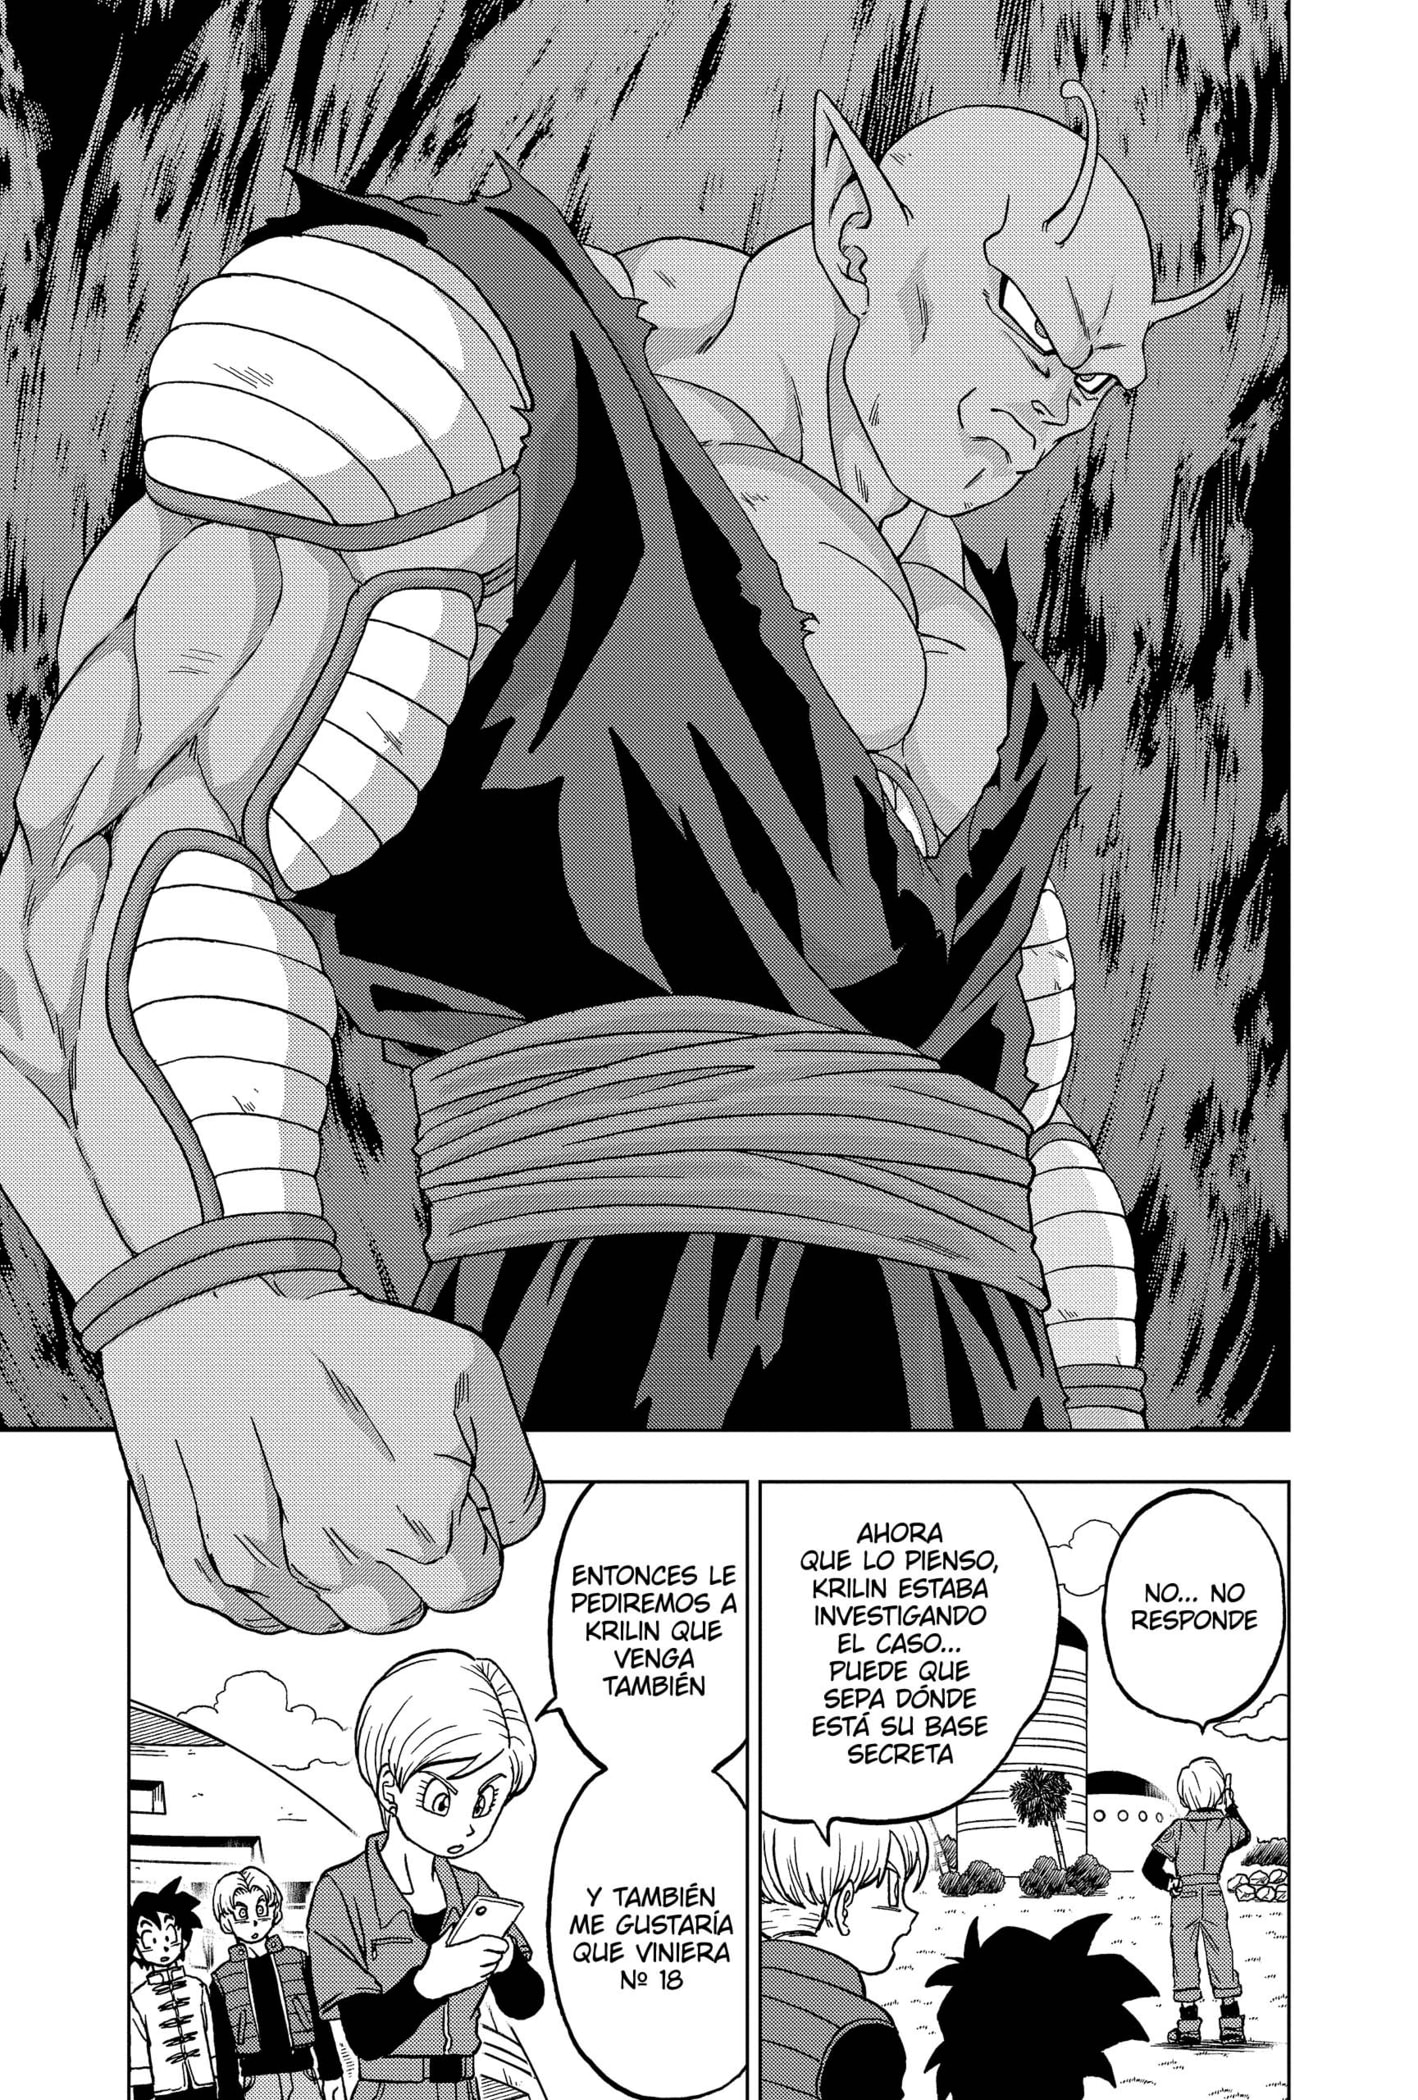 NO... NO
RESPONDE
AHORA
QUE LO PIENSO,
KRILIN ESTABA
INVESTIGANDO
EL CASO...
PUEDE QUE
SEPA DÓNDE
ESTÁ SU BASE
SECRETA
ENTONCES LE
PEDIREMOS A
KRILIN QUE
VENGA
TAMBIÉN
Y TAMBIÉN
ME GUSTARÍA
QUE VINIERA
Nº 18